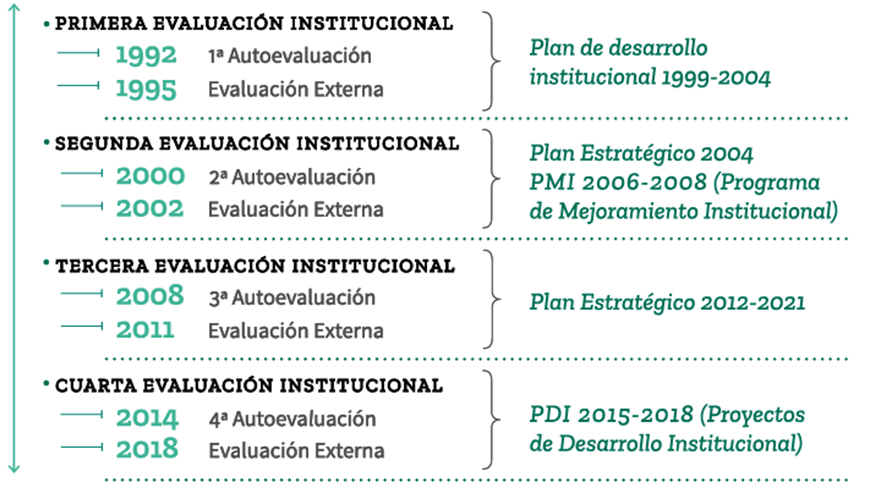 • PRIMERA EVALUACIÓN INSTITUCIONAL
1992 1ª Autoevaluación
1995 Evaluación Externa
Plan de desarrollo
institucional 1999-2004
• SEGUNDA EVALUACIÓN INSTITUCIONAL
2000 2ª Autoevaluación
2002 Evaluación Externa
Plan Estratégico 2004
PMI 2006-2008 (Programa
de Mejoramiento Institucional)
• TERCERA EVALUACIÓN INSTITUCIONAL
2008 3ª Autoevaluación
2011 Evaluación Externa
Plan Estratégico 2012-2021
• CUARTA EVALUACIÓN INSTITUCIONAL
2014 4ª Autoevaluación
2018 Evaluación Externa
PDI 2015-2018 (Proyectos
de Desarrollo Institucional)